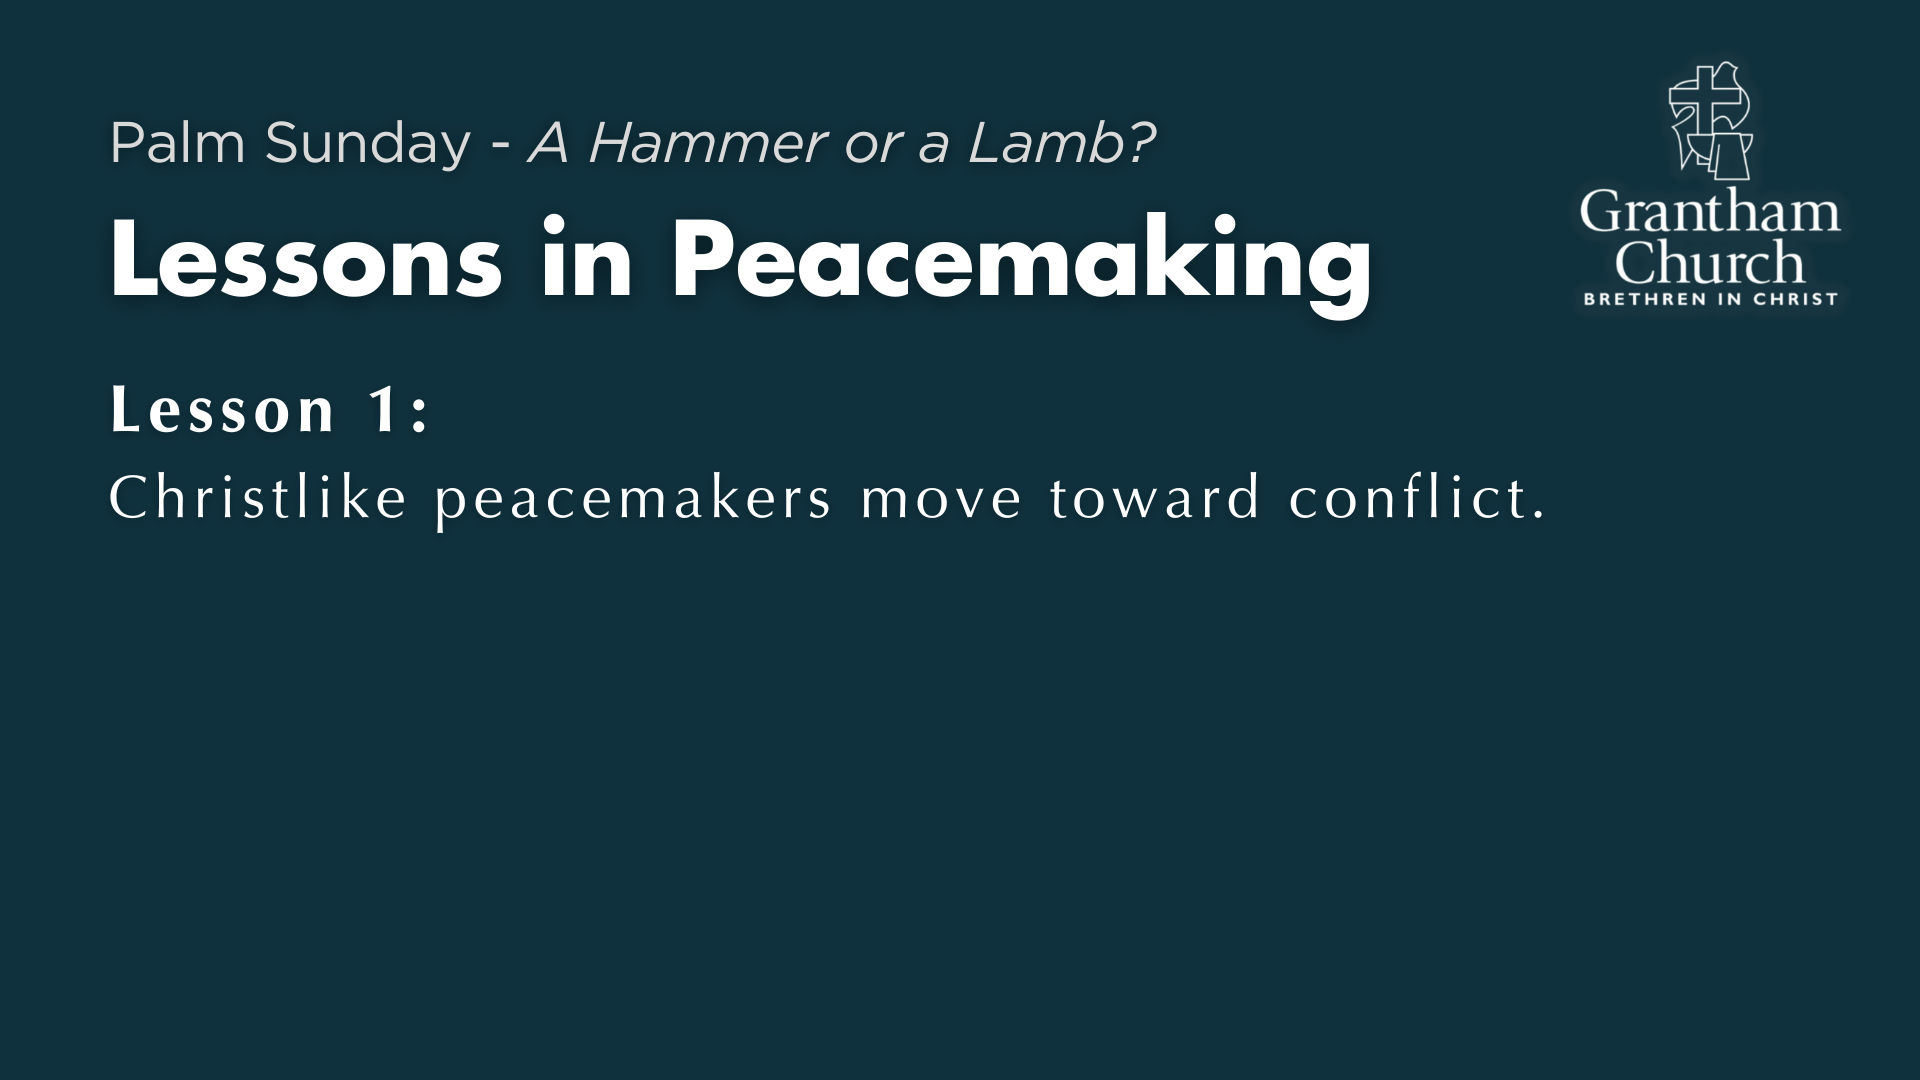 Palm Sunday - A Hammer or a Lamb?
Lessons in Peacemaking
Grantham
Church
BRETHREN IN CHRIST
Lesson 1:
Christlike peacemakers move toward conflict.